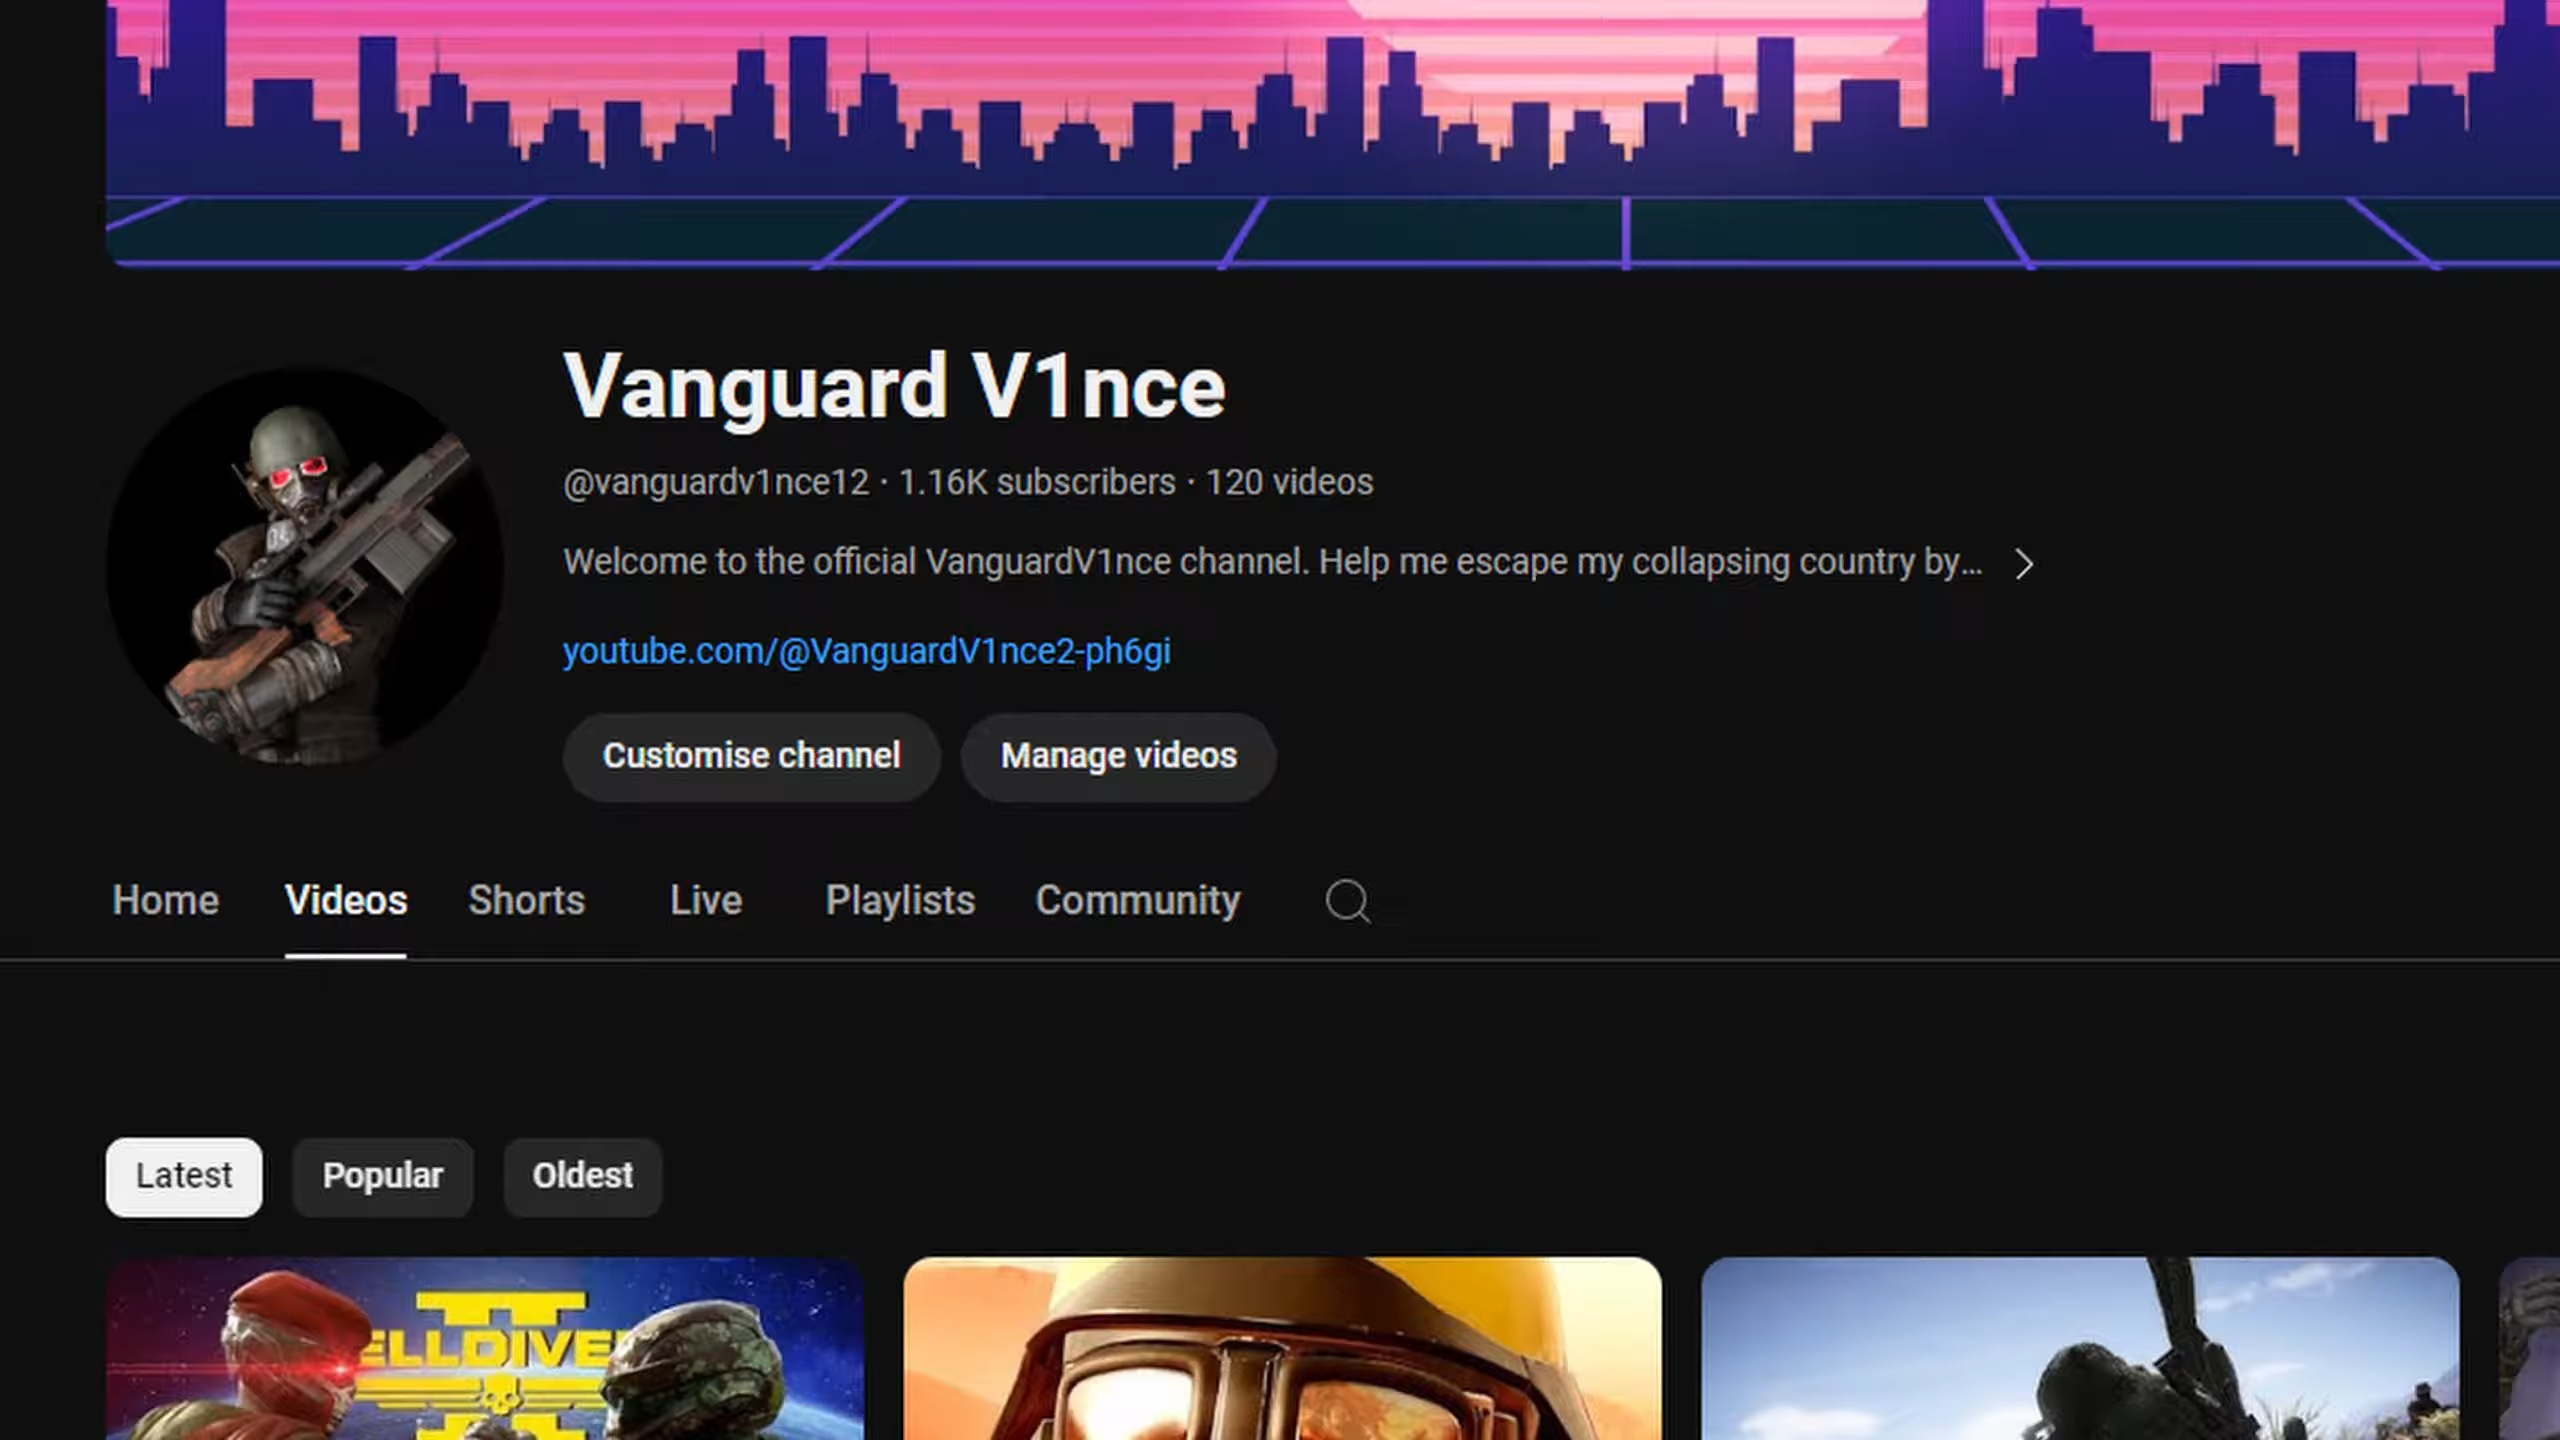 Vanguard V1nce
@vanguardv1nce12 · 1.16K subscribers · 120 videos
Welcome to the official VanguardV1nce channel. Help me escape my collapsing country by...
youtube.com/@VanguardV1nce2-ph6gi
Customise channel Manage videos
Home Videos Shorts Live Playlists Community
Latest Popular Oldest
II
ELLDIVE